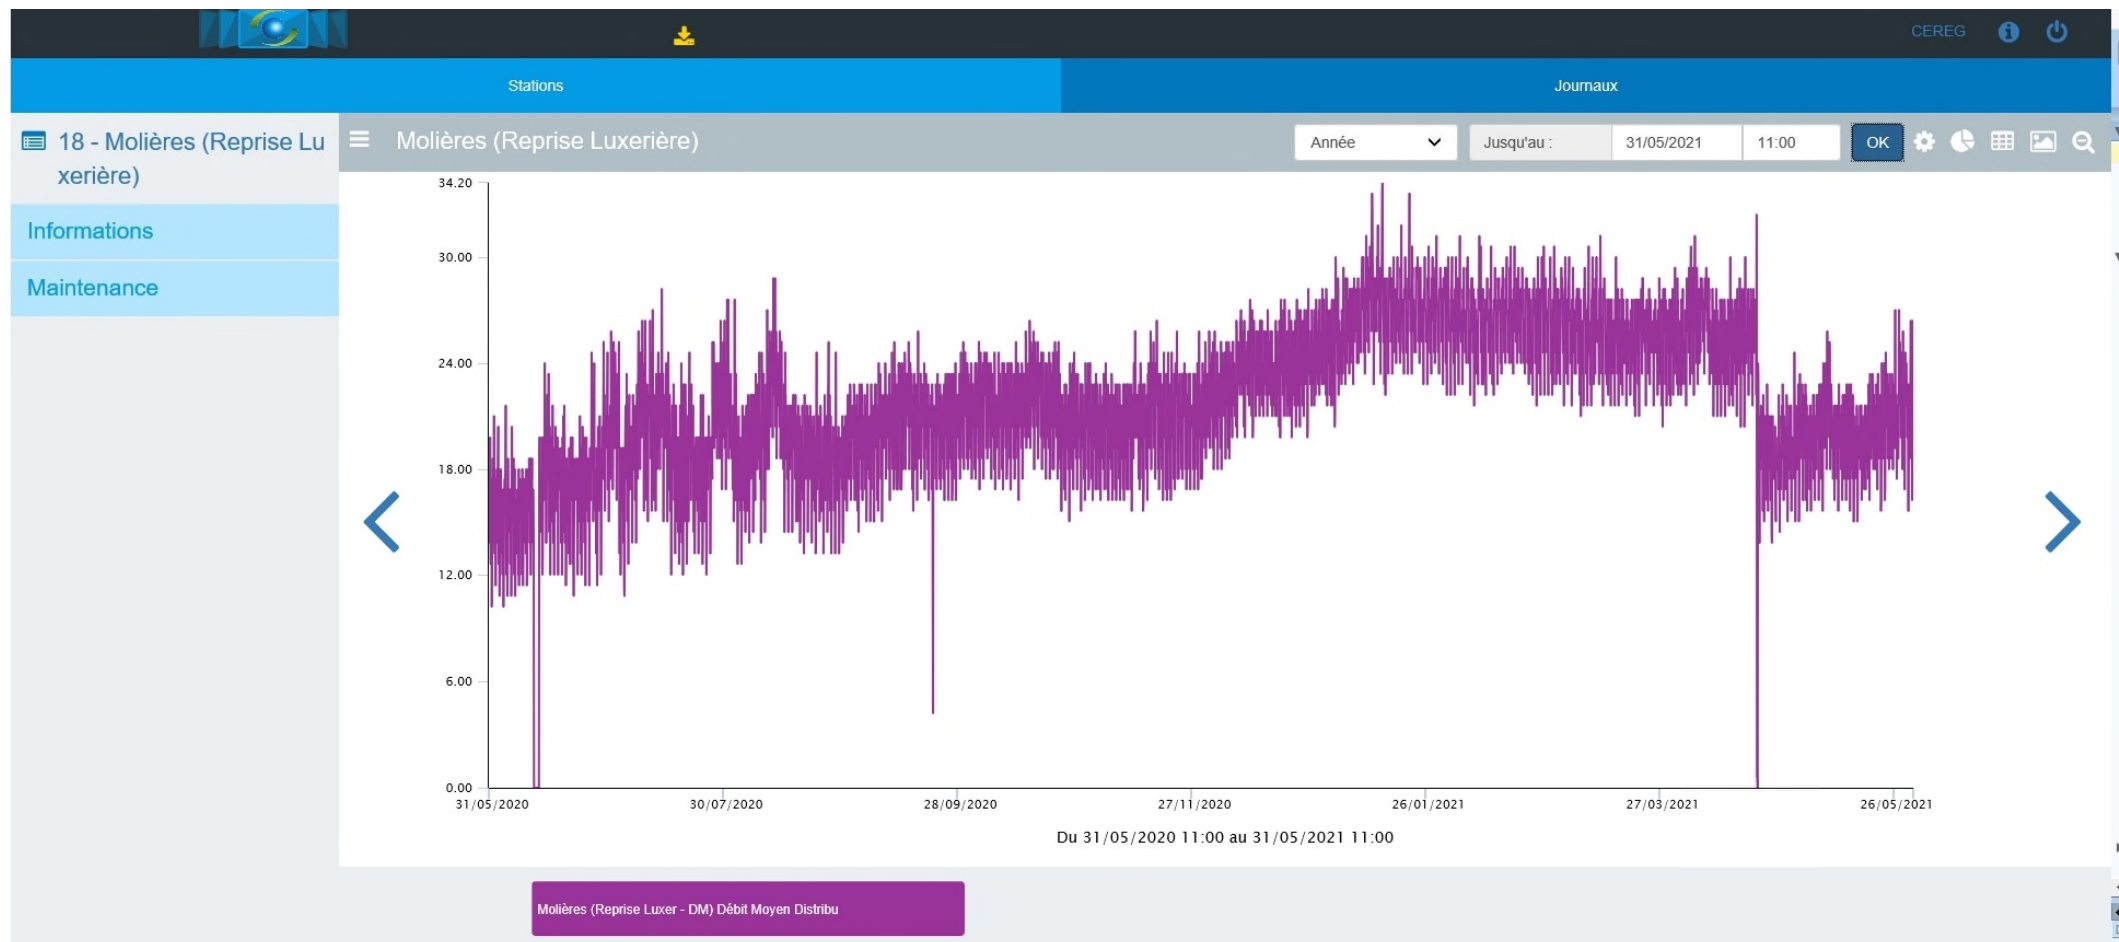 CEREG
Stations
Journaux
18 - Molières (Reprise Lu
xerière)
Informations
Maintenance
Molières (Reprise Luxerière)
Année
Jusqu'au :
31/05/2021
11:00
OK
34.20
30.00
24.00
18.00
12.00
6.00
0.00
31/05/2020
30/07/2020
28/09/2020
27/11/2020
26/01/2021
27/03/2021
26/05/2021
Du 31/05/2020 11:00 au 31/05/2021 11:00
Molières (Reprise Luxer - DM) Débit Moyen Distribu